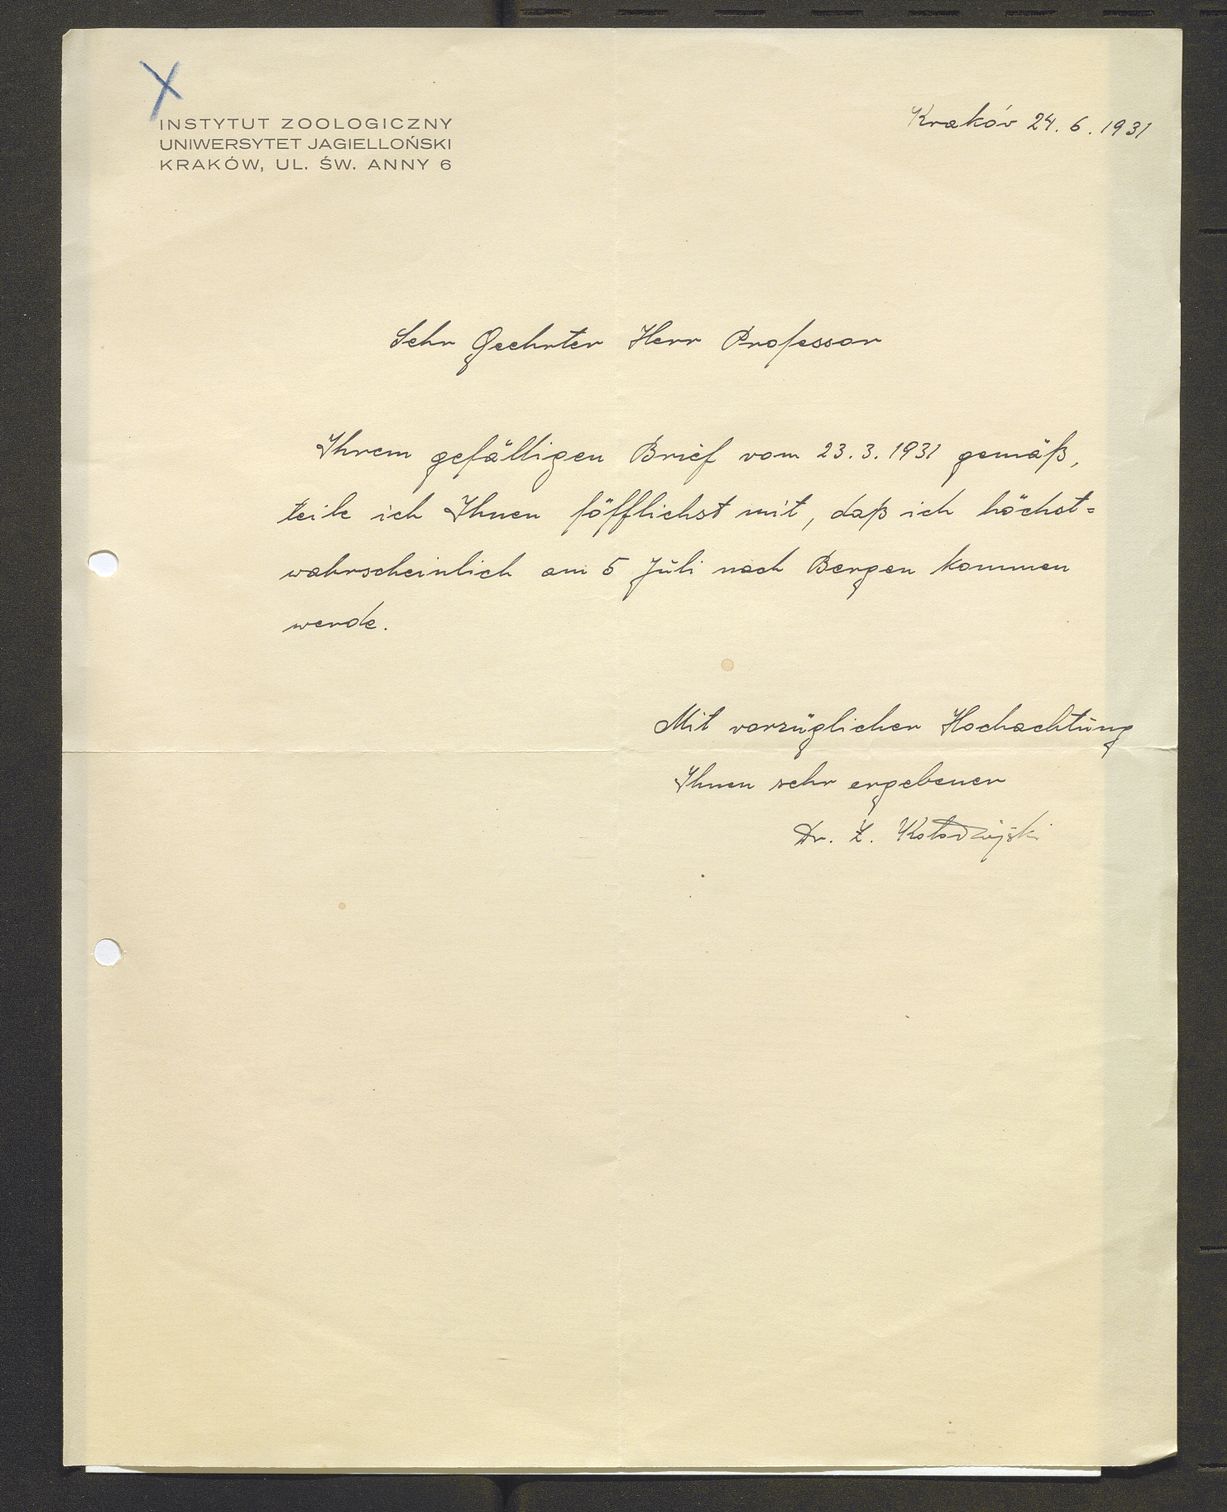 INSTYTUT ZOOLOGICZNY
UNIWERSYTET JAGIELLOŃSKI
KRAKÓW, UL. ŚW. ANNY 6
Kraków 24. 6. 1931
Sehr Geehrter Herr Professor
Ihrem gefälligen Brief vom 23. 3. 1931 gemäß,
teile ich Ihnen föfflichst mit, daß ich höchst=
wahrscheinlich am 5 Juli nach Bergen kommen
werde.
Mit vorzüglicher Hochachtung
Ihnen sehr ergebener
Dr. Z. Kołodziejski